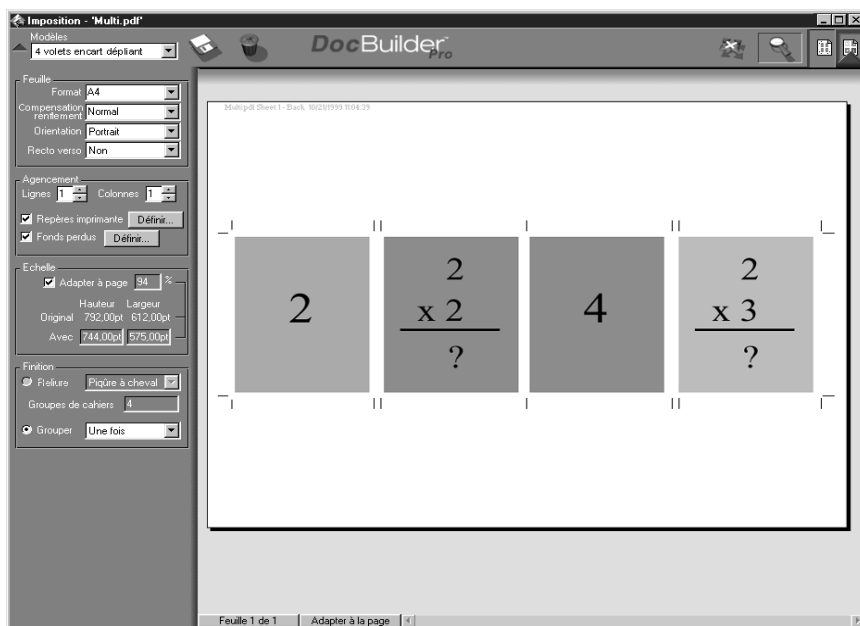 Imposition - 'Multi.pdf'
Modèles
4 volets encart dépliant
DocBuilder™
Pro
Feuille
Format A4
Compensation
renflement Normal
Orientation Portrait
Recto verso Non
Agencement
Lignes 1 Colonnes 1
Repères imprimante Définir...
Fonds perdus Définir...
Echelle
Adapter à page 94 %
Hauteur Largeur
Original 792,00pt 612,00pt
Avec 744,00pt 575,00pt
Finition
Reliure Piqûre à cheval
Groupes de cahiers 4
Grouper Une fois
Multi.pdf Sheet 1 - Back 10/21/1999 11:04:39
2
2
x 2
?
4
2
x 3
?
Feuille 1 de 1 Adapter à la page